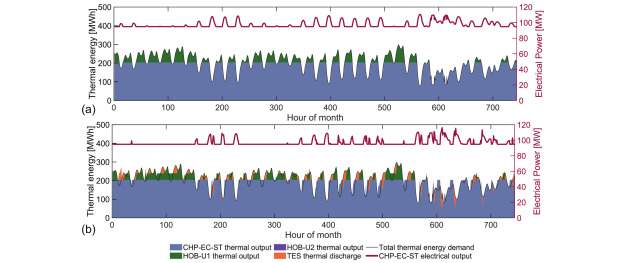 500
400
300
200
100
0
Thermal energy [MWh]
120
100
80
60
40
20
0
Electrical Power [MW]
0 100 200 300 400 500 600 700
Hour of month
(a)
500
400
300
200
100
0
Thermal energy [MWh]
120
100
80
60
40
20
0
Electrical Power [MW]
0 100 200 300 400 500 600 700
Hour of month
(b)
CHP-EC-ST thermal output HOB-U2 thermal output Total thermal energy demand
HOB-U1 thermal output TES thermal discharge CHP-EC-ST electrical output